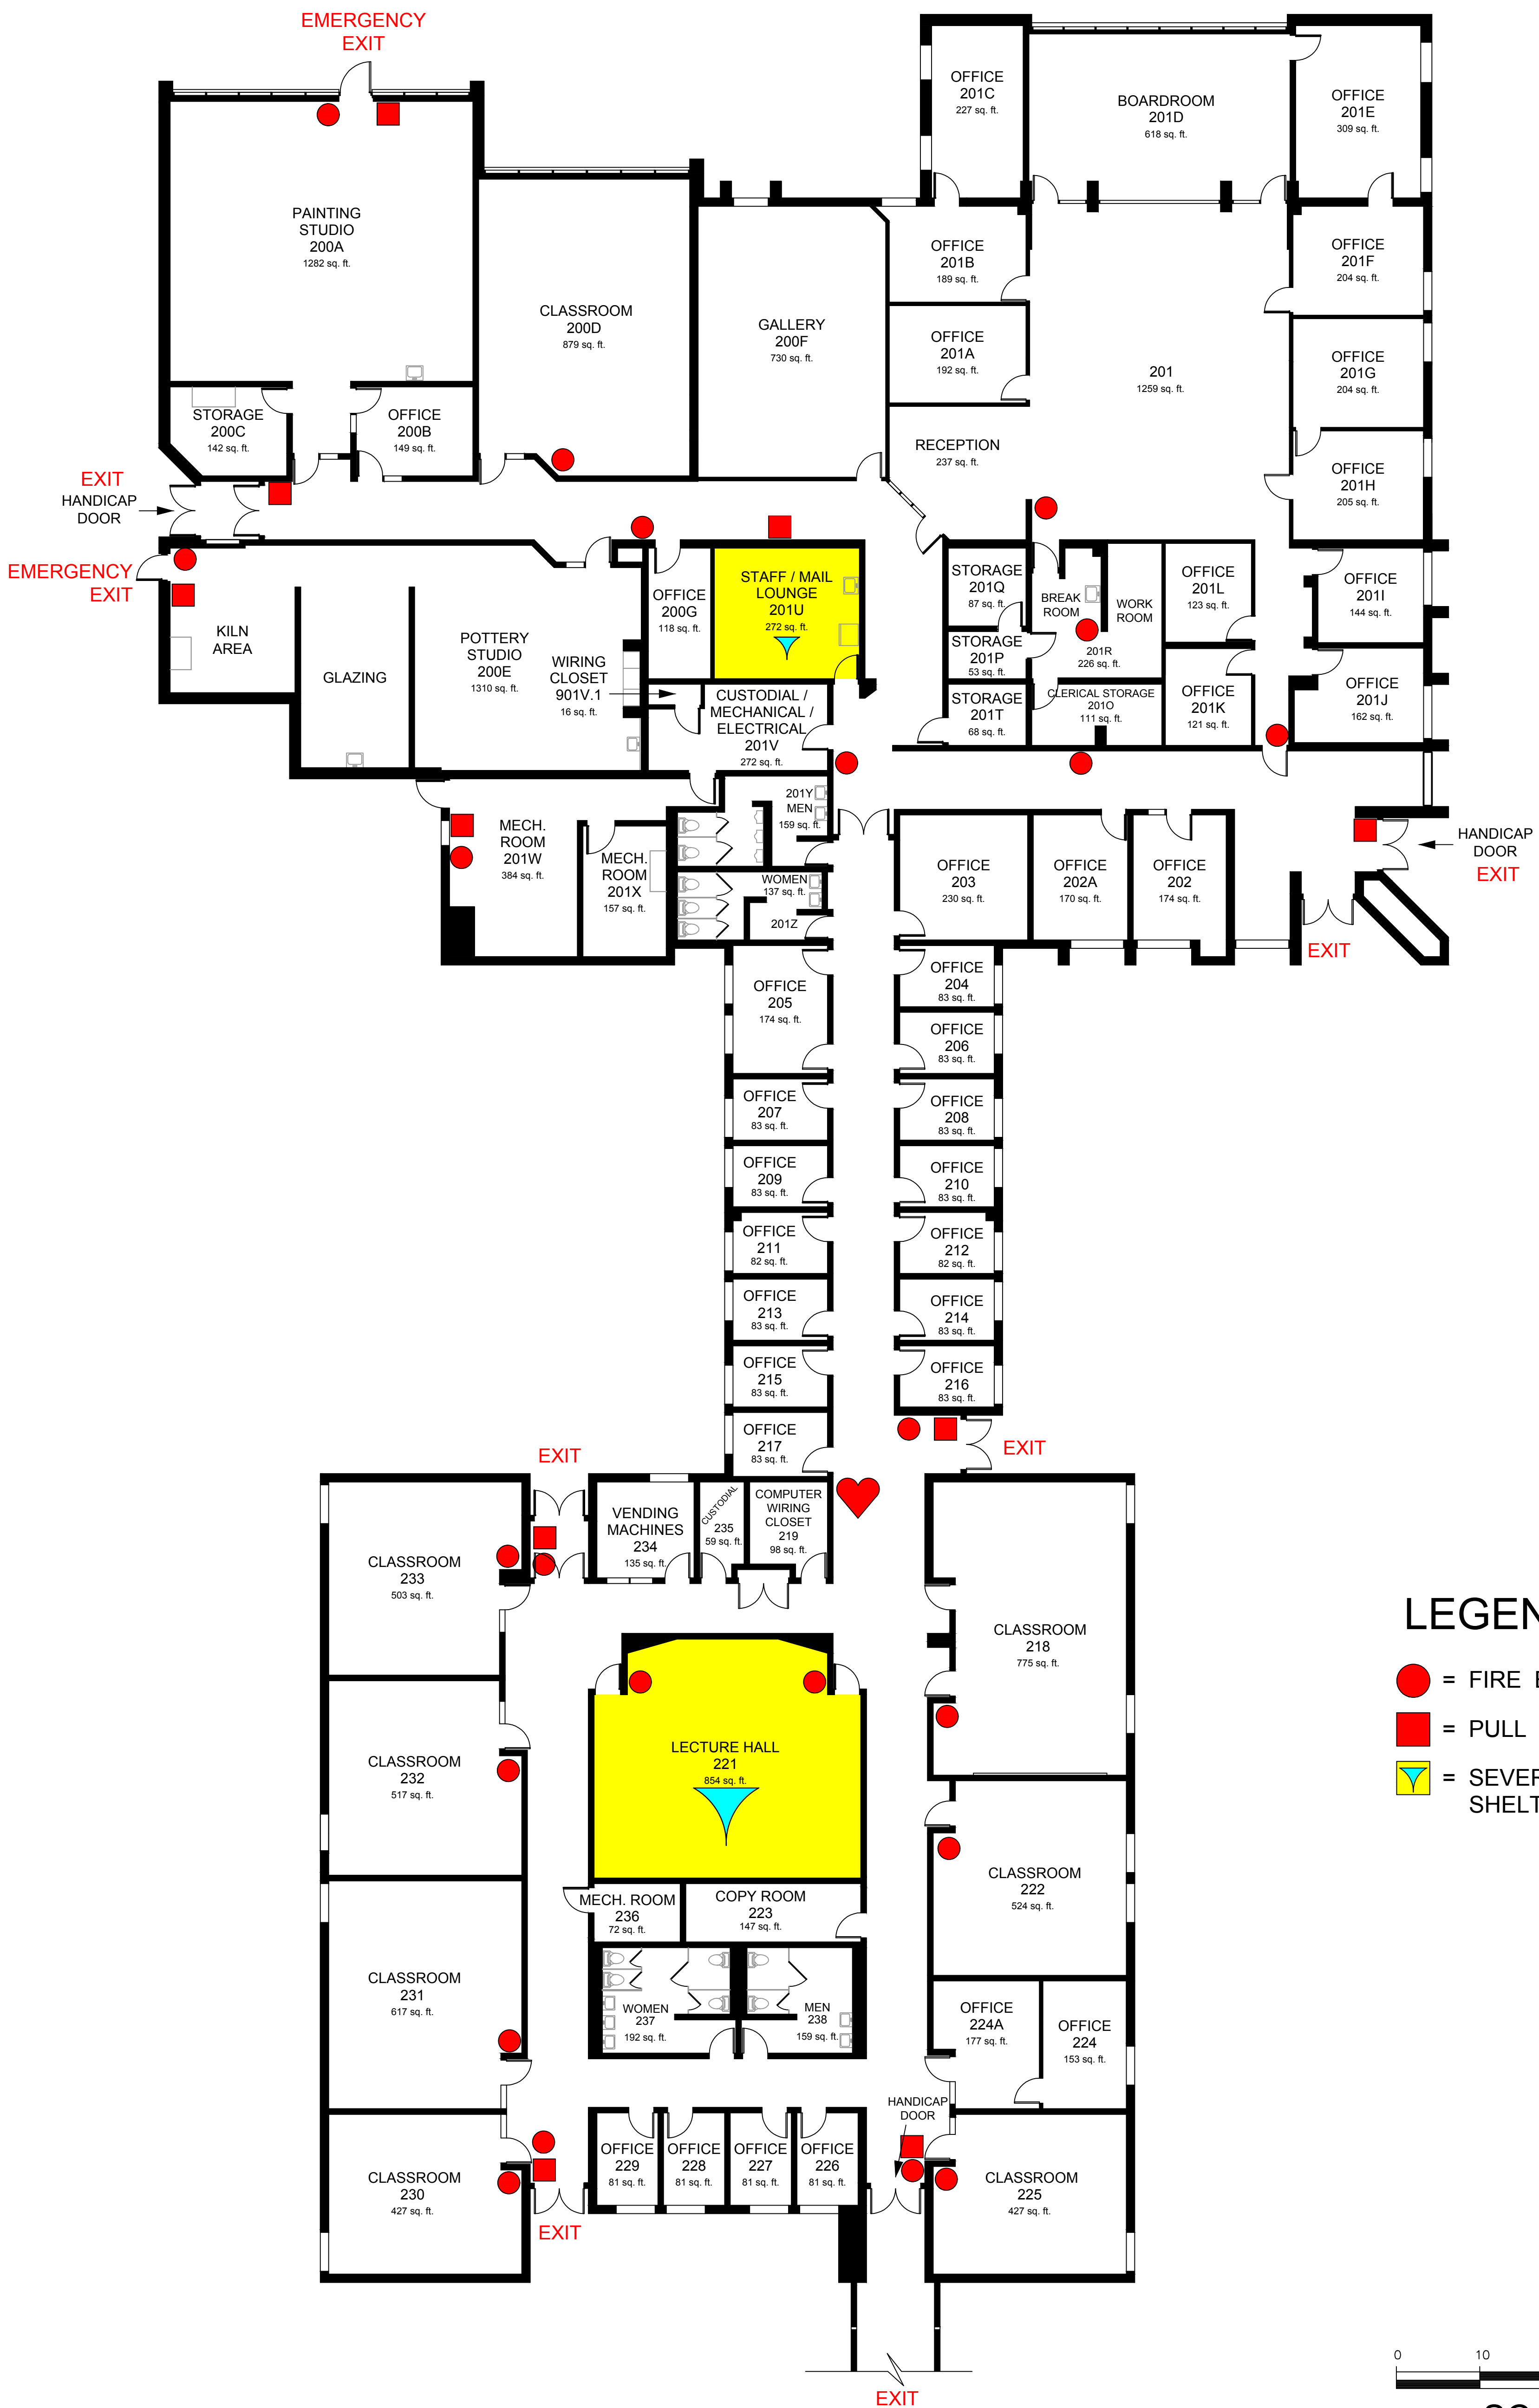 EMERGENCY
EXIT
OFFICE
201C
227 sq. ft.
BOARDROOM
201D
618 sq. ft.
OFFICE
201E
309 sq. ft.
PAINTING
STUDIO
200A
1282 sq. ft.
CLASSROOM
200D
879 sq. ft.
GALLERY
200F
730 sq. ft.
OFFICE
201B
189 sq. ft.
OFFICE
201A
192 sq. ft.
201
1259 sq. ft.
OFFICE
201F
204 sq. ft.
OFFICE
201G
204 sq. ft.
STORAGE
200C
142 sq. ft.
OFFICE
200B
149 sq. ft.
RECEPTION
237 sq. ft.
OFFICE
201H
205 sq. ft.
EXIT
HANDICAP
DOOR
EMERGENCY
EXIT
KILN
AREA
GLAZING
POTTERY
STUDIO
200E
1310 sq. ft.
WIRING
CLOSET
901V.1
16 sq. ft.
OFFICE
200G
118 sq. ft.
STAFF / MAIL
LOUNGE
201U
272 sq. ft.
CUSTODIAL /
MECHANICAL /
ELECTRICAL
201V
272 sq. ft.
STORAGE
201Q
87 sq. ft.
STORAGE
201P
53 sq. ft.
STORAGE
201T
68 sq. ft.
BREAK
ROOM
WORK
ROOM
201R
226 sq. ft.
CLERICAL STORAGE
201O
111 sq. ft.
OFFICE
201L
123 sq. ft.
OFFICE
201K
121 sq. ft.
OFFICE
201I
144 sq. ft.
OFFICE
201J
162 sq. ft.
MECH.
ROOM
201W
384 sq. ft.
MECH.
ROOM
201X
157 sq. ft.
201Y
MEN
159 sq. ft.
WOMEN
137 sq. ft.
201Z
OFFICE
203
230 sq. ft.
OFFICE
202A
170 sq. ft.
OFFICE
202
174 sq. ft.
HANDICAP
DOOR
EXIT
EXIT
OFFICE
205
174 sq. ft.
OFFICE
204
83 sq. ft.
OFFICE
206
83 sq. ft.
OFFICE
207
83 sq. ft.
OFFICE
208
83 sq. ft.
OFFICE
209
83 sq. ft.
OFFICE
210
83 sq. ft.
OFFICE
211
82 sq. ft.
OFFICE
212
82 sq. ft.
OFFICE
213
83 sq. ft.
OFFICE
214
83 sq. ft.
OFFICE
215
83 sq. ft.
OFFICE
216
83 sq. ft.
OFFICE
217
83 sq. ft.
EXIT
EXIT
CLASSROOM
233
503 sq. ft.
VENDING
MACHINES
234
135 sq. ft.
CUSTODIAL
235
59 sq. ft.
COMPUTER
WIRING
CLOSET
219
98 sq. ft.
CLASSROOM
218
775 sq. ft.
LEGEN
= FIRE E
= PULL
= SEVER
SHELT
CLASSROOM
232
517 sq. ft.
LECTURE HALL
221
854 sq. ft.
CLASSROOM
222
524 sq. ft.
MECH. ROOM
236
72 sq. ft.
COPY ROOM
223
147 sq. ft.
CLASSROOM
231
617 sq. ft.
WOMEN
237
192 sq. ft.
MEN
238
159 sq. ft.
OFFICE
224A
177 sq. ft.
OFFICE
224
153 sq. ft.
HANDICAP
DOOR
CLASSROOM
230
427 sq. ft.
OFFICE
229
81 sq. ft.
OFFICE
228
81 sq. ft.
OFFICE
227
81 sq. ft.
OFFICE
226
81 sq. ft.
CLASSROOM
225
427 sq. ft.
EXIT
EXIT
0 10